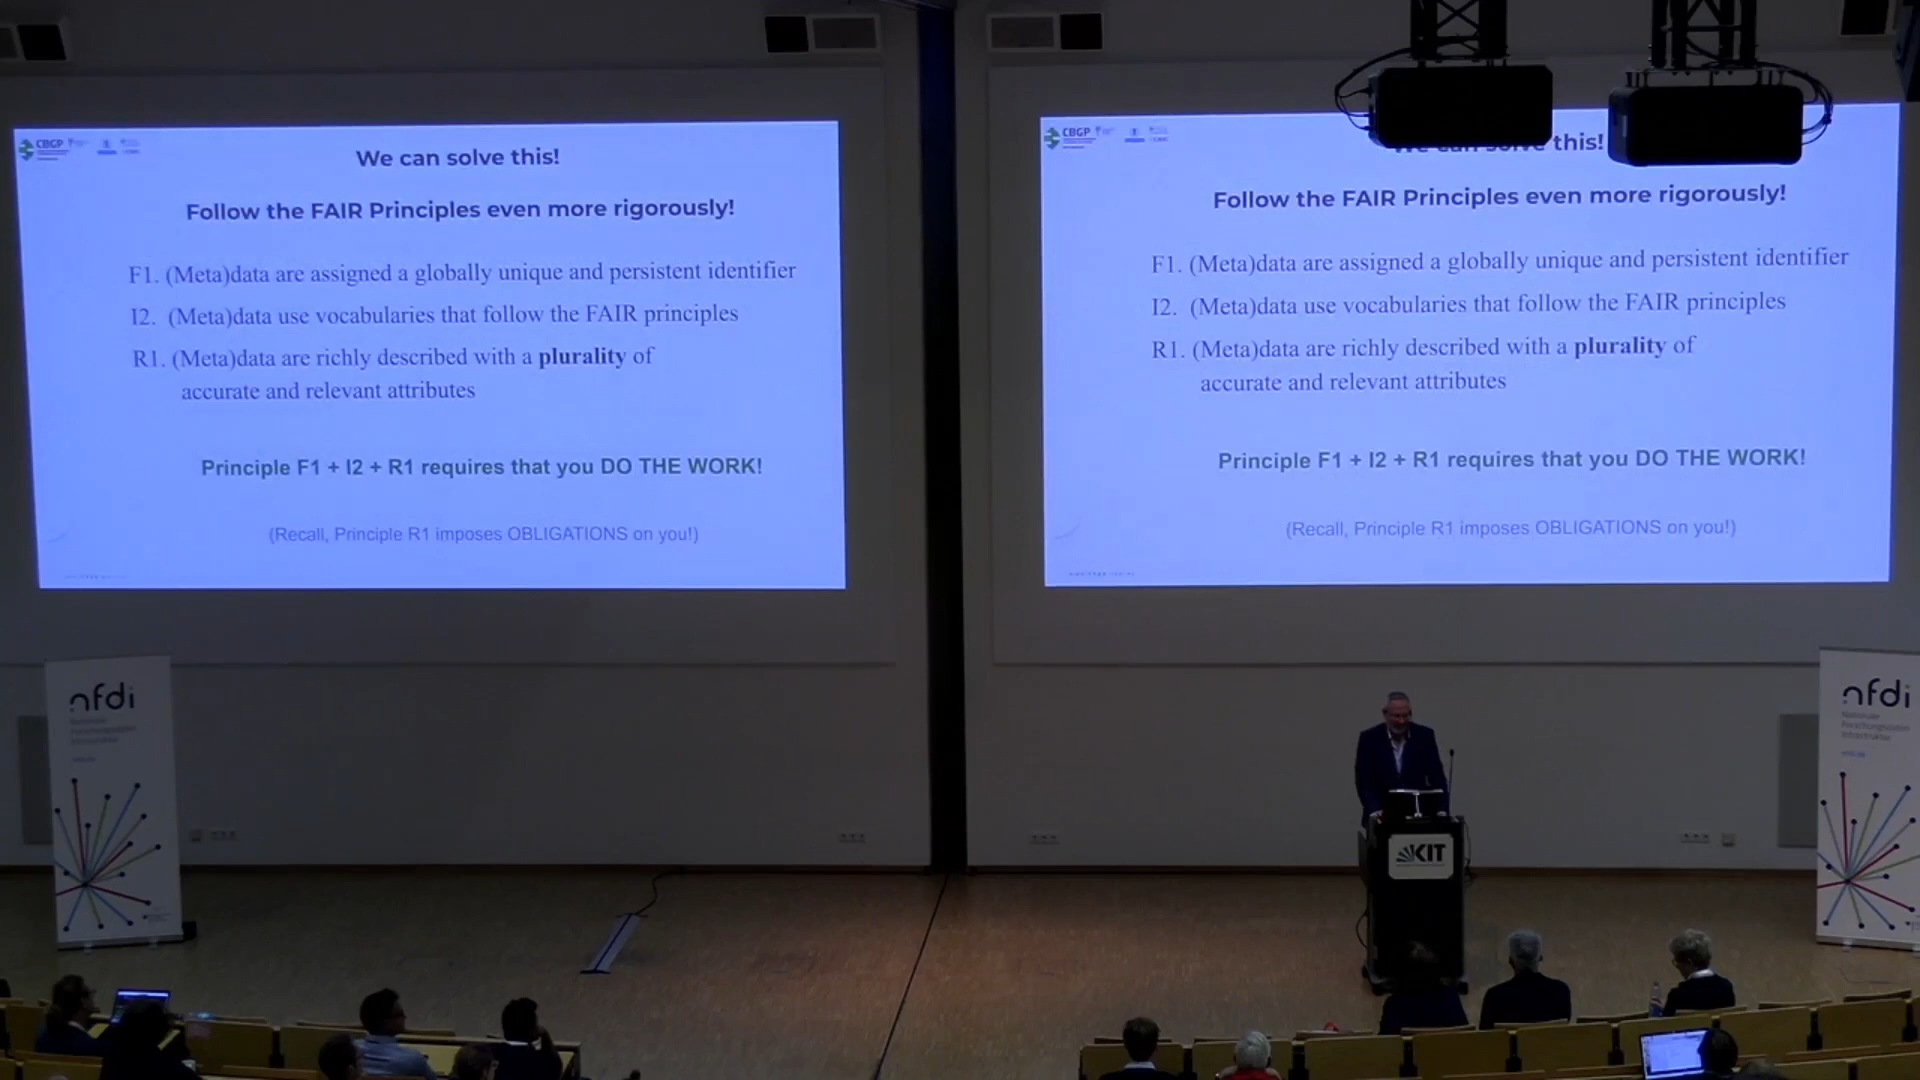 CBGP
We can solve this!
Follow the FAIR Principles even more rigorously!
F1. (Meta)data are assigned a globally unique and persistent identifier
I2. (Meta)data use vocabularies that follow the FAIR principles
R1. (Meta)data are richly described with a plurality of
accurate and relevant attributes
Principle F1 + I2 + R1 requires that you DO THE WORK!
(Recall, Principle R1 imposes OBLIGATIONS on you!)
CBGP
this!
Follow the FAIR Principles even more rigorously!
F1. (Meta)data are assigned a globally unique and persistent identifier
I2. (Meta)data use vocabularies that follow the FAIR principles
R1. (Meta)data are richly described with a plurality of
accurate and relevant attributes
Principle F1 + I2 + R1 requires that you DO THE WORK!
(Recall, Principle R1 imposes OBLIGATIONS on you!)
nfdi
nfdi
Nationale
Forschungsdaten
Infrastruktur
KIT